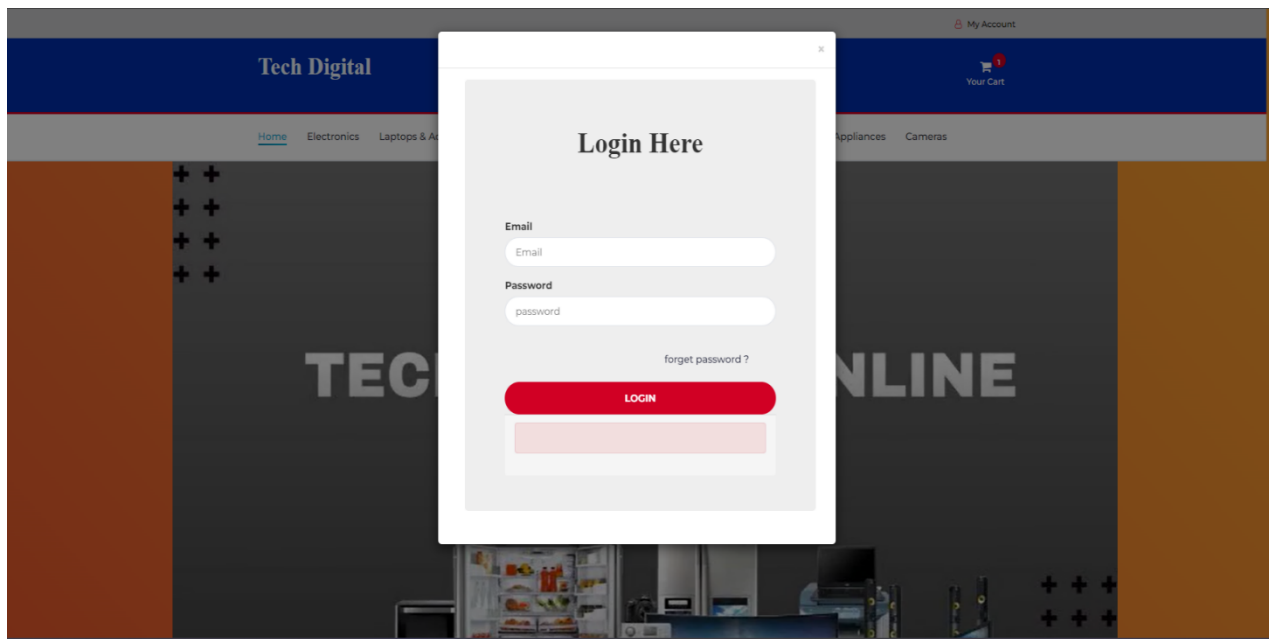 My Account
×
Tech Digital
1
Your Cart
Home Electronics Laptops & Appliances Cameras
Login Here
Email
Email
Password
password
TEC NLINE
forget password ?
LOGIN